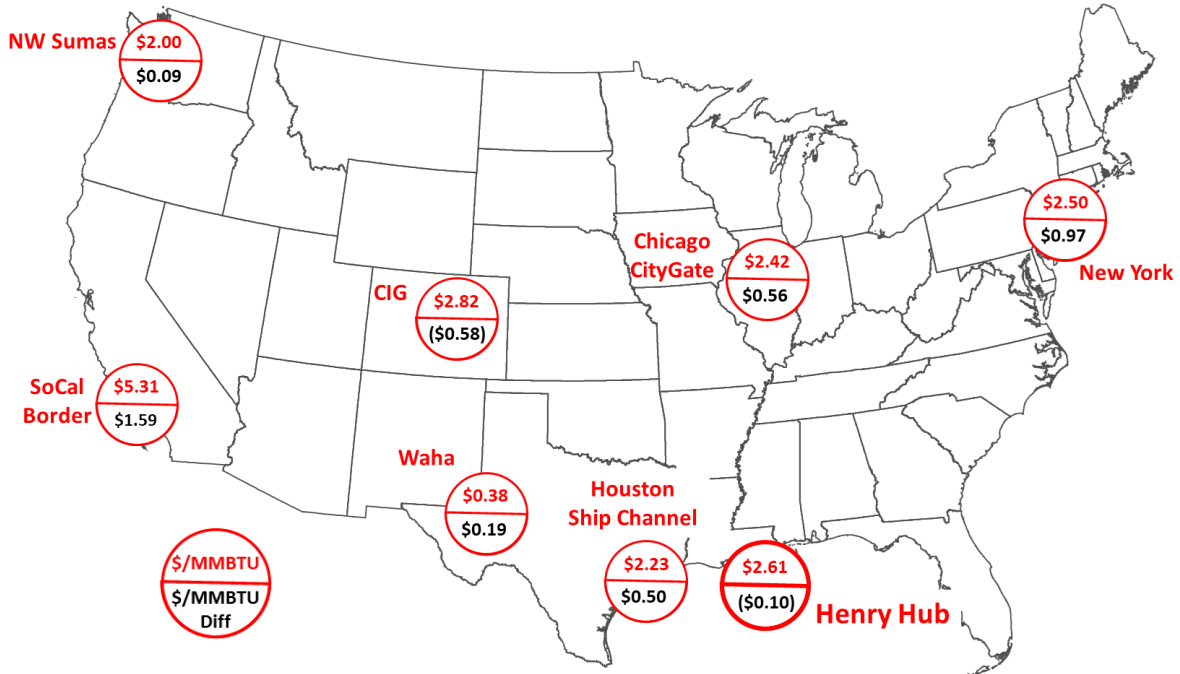 NW Sumas
$2.00
$0.09
$2.50
$0.97
New York
Chicago
CityGate
$2.42
$0.56
CIG
$2.82
($0.58)
SoCal
Border
$5.31
$1.59
Waha
$0.38
$0.19
Houston
Ship Channel
$2.23
$0.50
$2.61
($0.10)
Henry Hub
$/MMBTU
$/MMBTU
Diff